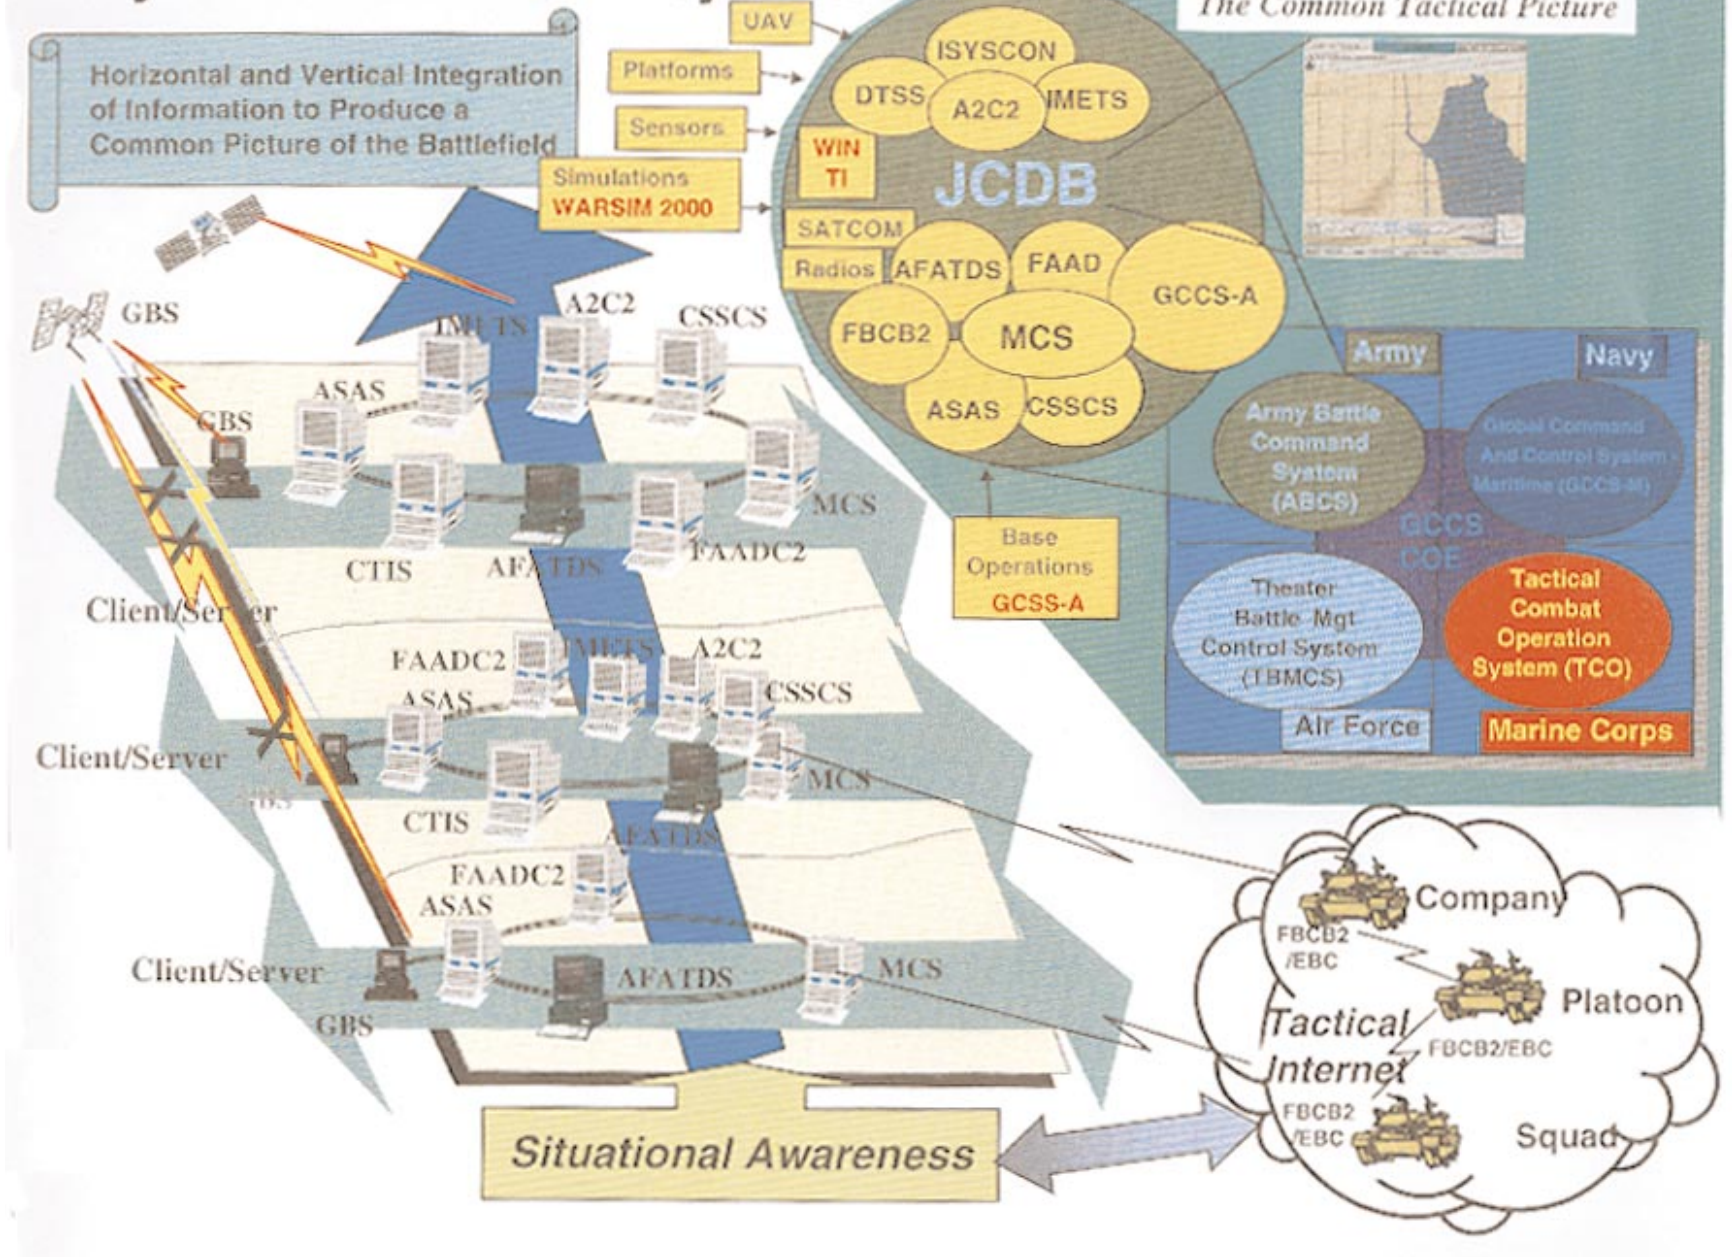 The Common Tactical Picture
Horizontal and Vertical Integration
of Information to Produce a
Common Picture of the Battlefield
UAV
Platforms
Sensors
Simulations
WARSIM 2000
ISYSCON
DTSS
A2C2
IMETS
WIN
TI
JCDB
SATCOM
Radios
AFATDS
FAAD
GCCS-A
FBCB2
MCS
ASAS
CSSCS
Base
Operations
GCSS-A
Army
Navy
Army Battle
Command
System
(ABCS)
Global Command
And Control System -
Maritime (GCCS-M)
GCCS
COE
Theater
Battle Mgt
Control System
(TBMCS)
Tactical
Combat
Operation
System (TCO)
Air Force
Marine Corps
GBS
IMETS
A2C2
CSSCS
ASAS
GBS
MCS
CTIS
AFATDS
FAADC2
Client/Server
FAADC2
IMETS
A2C2
ASAS
CSSCS
Client/Server
MCS
GBS
CTIS
AFATDS
FAADC2
ASAS
Client/Server
AFATDS
MCS
GBS
Situational Awareness
Company
FBCB2
/EBC
Platoon
Tactical
Internet
FBCB2/EBC
FBCB2
/EBC
Squad